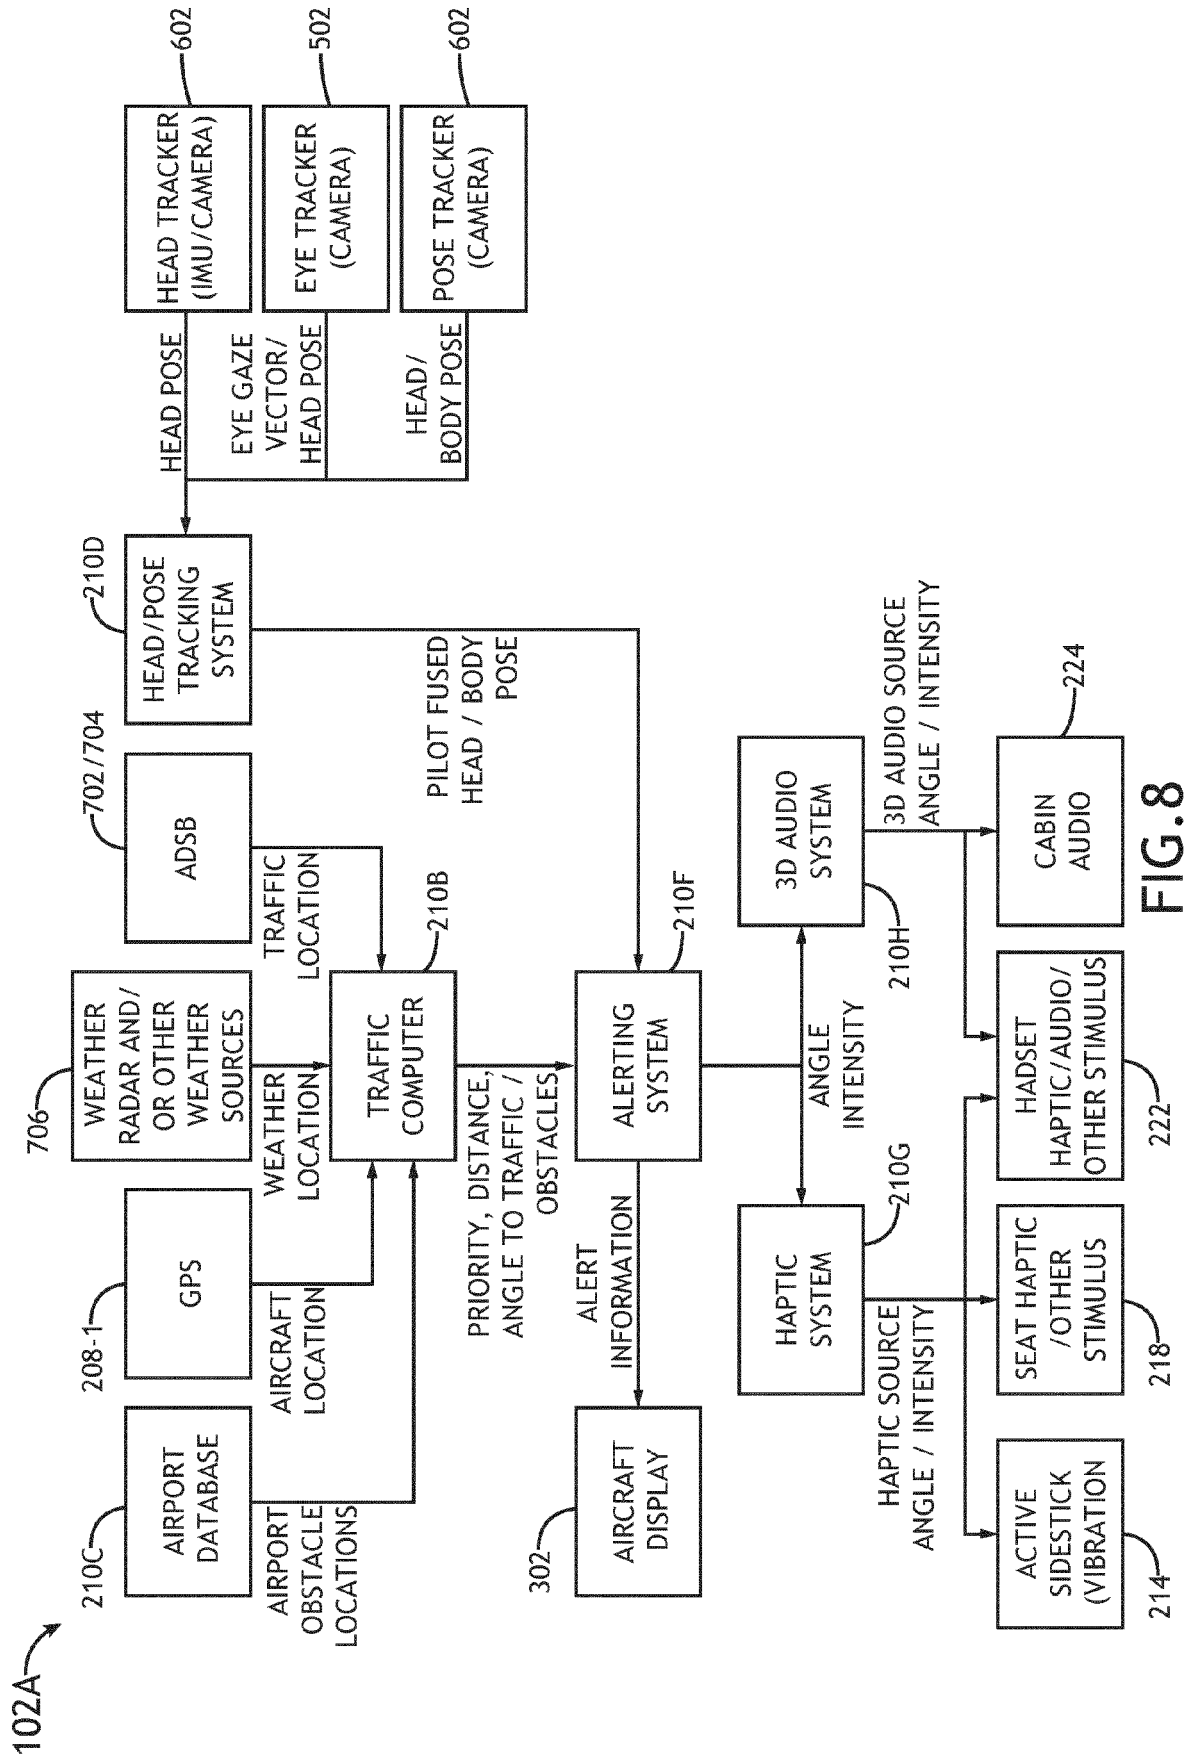 102A
210C
AIRPORT
DATABASE
208-1
GPS
706
WEATHER
RADAR AND/
OR OTHER
WEATHER
SOURCES
702/704
ADSB
210D
HEAD/POSE
TRACKING
SYSTEM
HEAD POSE
HEAD TRACKER
(IMU/CAMERA)
602
EYE GAZE
VECTOR/
HEAD POSE
EYE TRACKER
(CAMERA)
502
HEAD/
BODY POSE
POSE TRACKER
(CAMERA)
602
AIRPORT
OBSTACLE
LOCATIONS
AIRCRAFT
LOCATION
WEATHER
LOCATION
TRAFFIC
LOCATION
TRAFFIC
COMPUTER
210B
PILOT FUSED
HEAD / BODY
POSE
PRIORITY, DISTANCE,
ANGLE TO TRAFFIC /
OBSTACLES
302
AIRCRAFT
DISPLAY
ALERT
INFORMATION
ALERTING
SYSTEM
210F
HAPTIC
SYSTEM
210G
ANGLE
INTENSITY
3D AUDIO
SYSTEM
210H
HAPTIC SOURCE
ANGLE / INTENSITY
3D AUDIO SOURCE
ANGLE / INTENSITY
ACTIVE
SIDESTICK
(VIBRATION)
214
SEAT HAPTIC
/OTHER
STIMULUS
218
HADSET
HAPTIC/AUDIO/
OTHER STIMULUS
222
CABIN
AUDIO
224
FIG.8